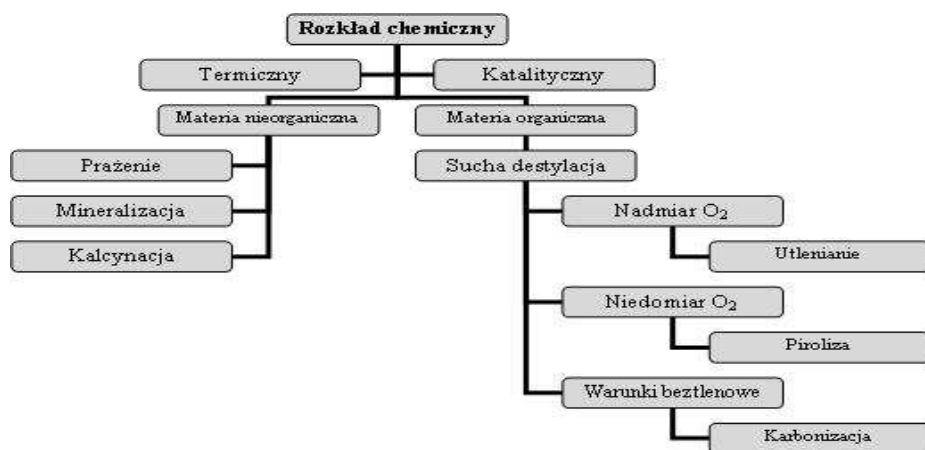 Rozkład chemiczny
Termiczny
Katalityczny
Materia nieorganiczna
Materia organiczna
Prażenie
Sucha destylacja
Mineralizacja
Nadmiar O₂
Kalcynacja
Utlenianie
Niedomiar O₂
Piroliza
Warunki beztlenowe
Karbonizacja